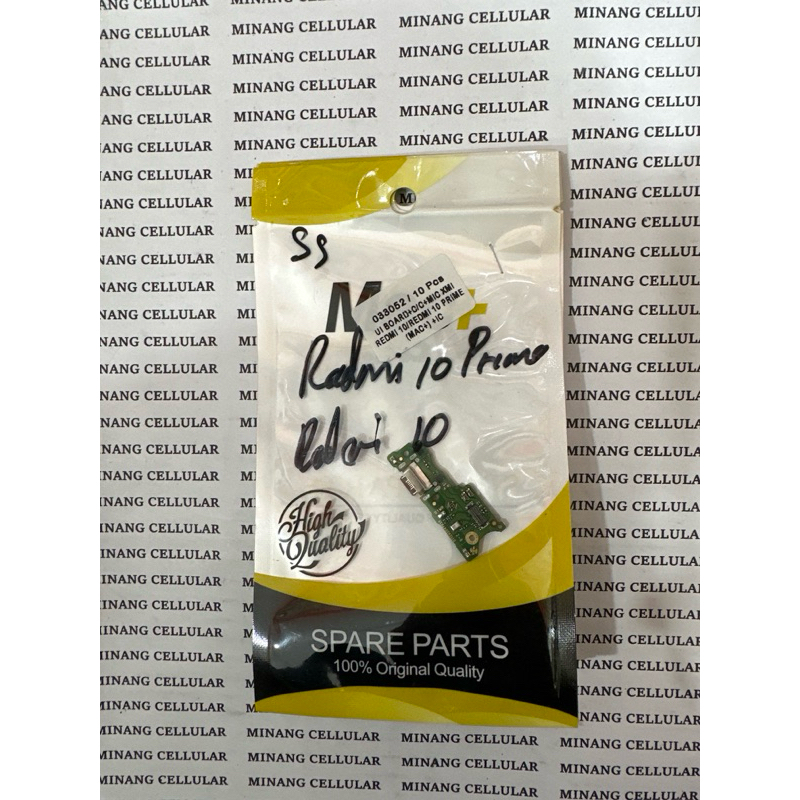 MINANG CELLULAR
M
SS
M +
033052 / 10 Pcs
UI BOARD+C/C+MIC XMI
REDMI 10/REDMI 10 PRIME
(MAC+) +IC
Redmi 10 Prime
Redmi 10
High
Quality
SPARE PARTS
100% Original Quality